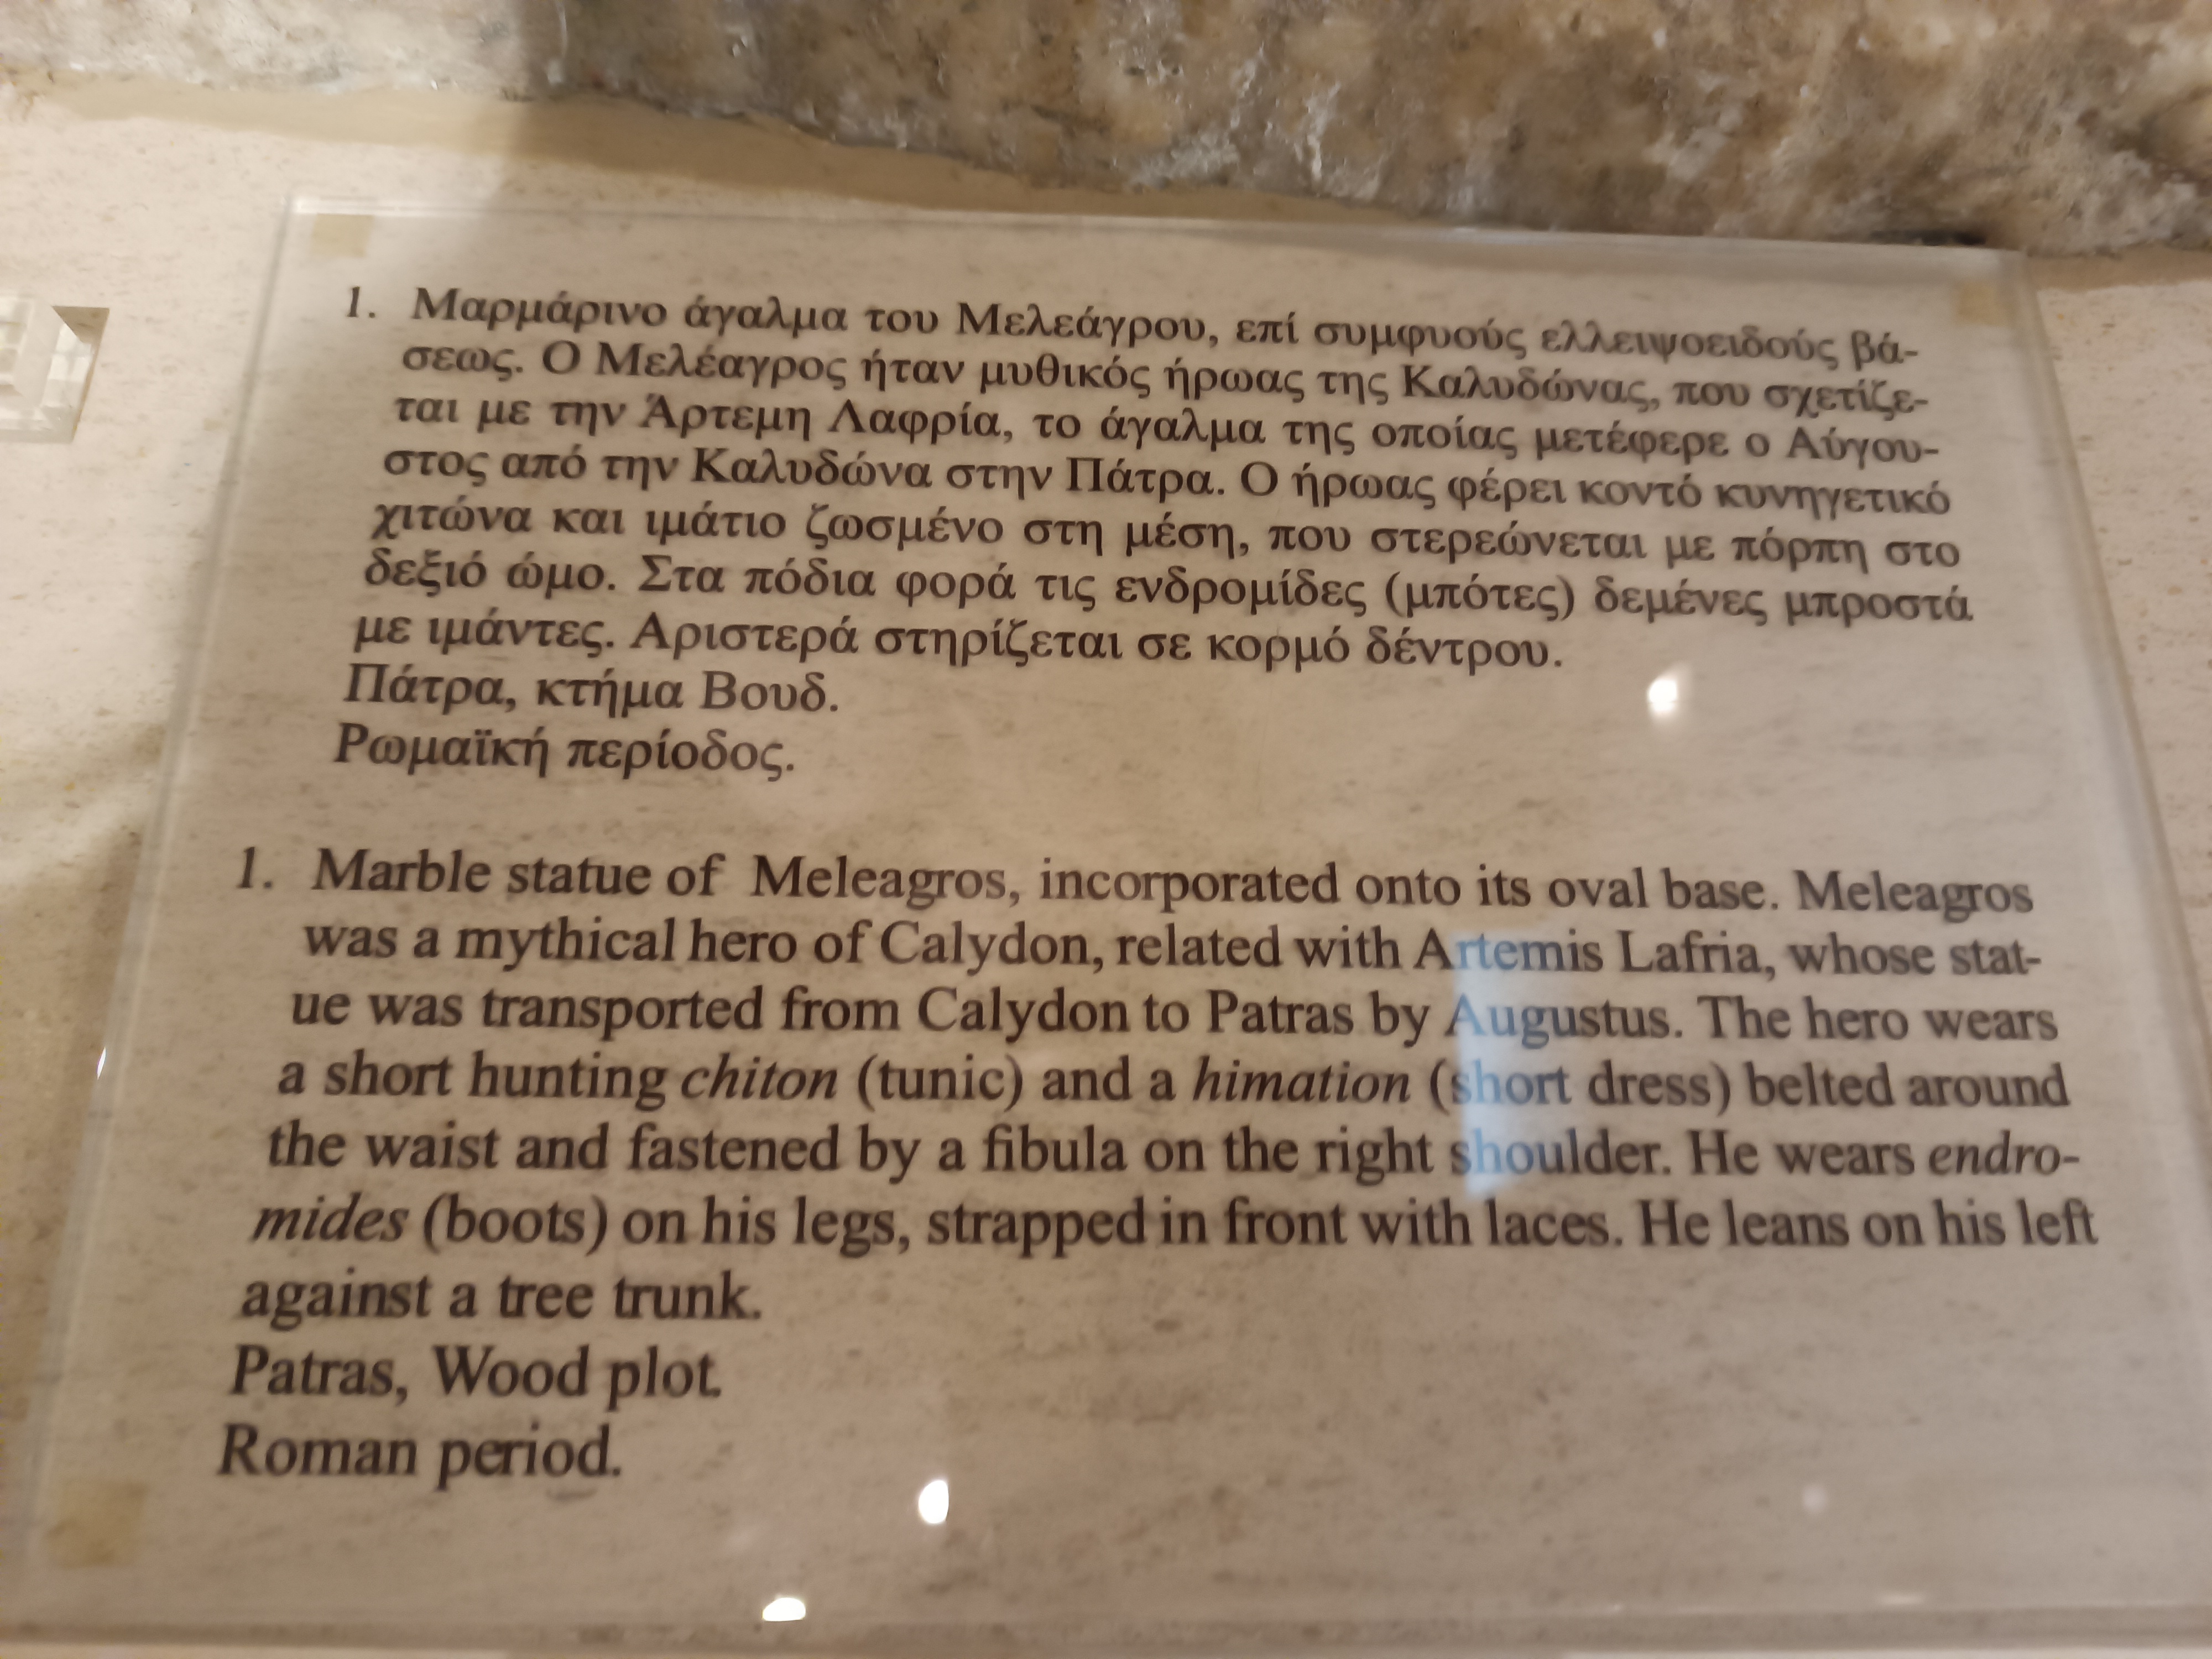 1. Μαρμάρινο άγαλμα του Μελεάγρου, επί συμφυούς ελλειψοειδούς βά-
σεως. Ο Μελέαγρος ήταν μυθικός ήρωας της Καλυδώνας, που σχετίζε-
ται με την Άρτεμη Λαφρία, το άγαλμα της οποίας μετέφερε ο Αύγου-
στος από την Καλυδώνα στην Πάτρα. Ο ήρωας φέρει κοντό κυνηγετικό
χιτώνα και ιμάτιο ζωσμένο στη μέση, που στερεώνεται με πόρπη στο
δεξιό ώμο. Στα πόδια φορά τις ενδρομίδες (μπότες) δεμένες μπροστά
με ιμάντες. Αριστερά στηρίζεται σε κορμό δέντρου.
Πάτρα, κτήμα Βουδ.
Ρωμαϊκή περίοδος.
1. Marble statue of Meleagros, incorporated onto its oval base. Meleagros
was a mythical hero of Calydon, related with Artemis Lafria, whose stat-
ue was transported from Calydon to Patras by Augustus. The hero wears
a short hunting chiton (tunic) and a himation (short dress) belted around
the waist and fastened by a fibula on the right shoulder. He wears endro-
mides (boots) on his legs, strapped in front with laces. He leans on his left
against a tree trunk.
Patras, Wood plot.
Roman period.